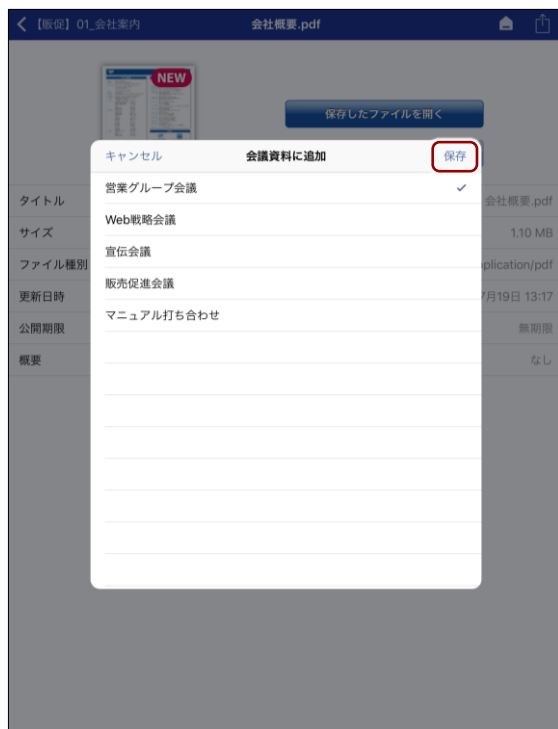 【販促】01_会社案内 会社概要.pdf
NEW
保存したファイルを開く
キャンセル 会議資料に追加 保存
営業グループ会議
Web戦略会議
宣伝会議
販売促進会議
マニュアル打ち合わせ
タイトル 会社概要.pdf
サイズ 1.10 MB
ファイル種別 plication/pdf
更新日時 7月19日 13:17
公開期限 無期限
概要 なし